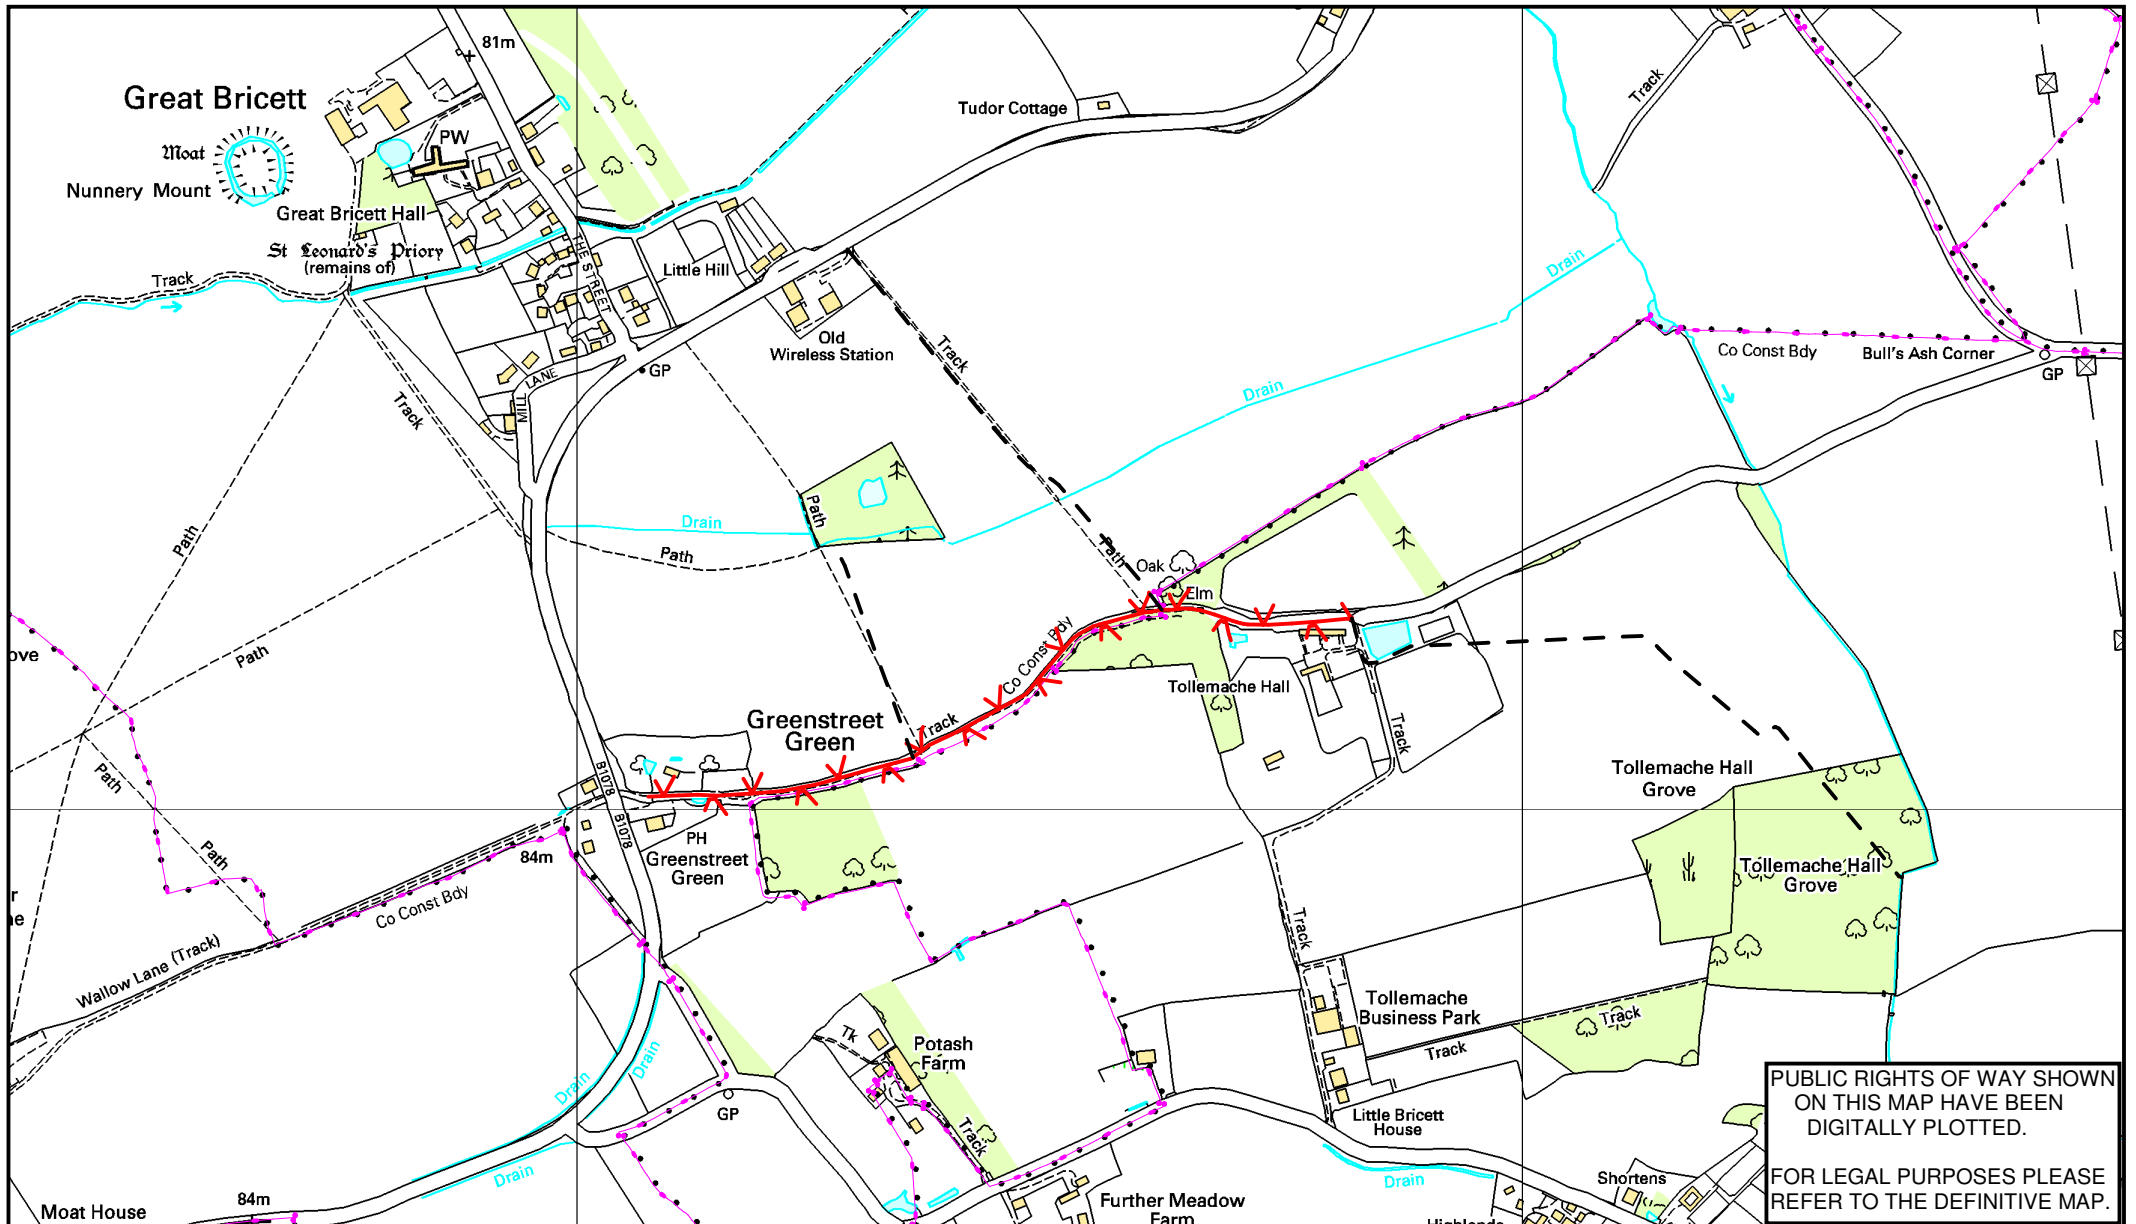 81m
Great Bricett
Moat
Nunnery Mount
PW
Great Bricett Hall
St Leonard's Priory
(remains of)
Track
THE STREET
Little Hill
Tudor Cottage
Old
Wireless Station
Track
Track
Drain
Track
MILL
LANE
GP
Track
Drain
Co Const Bdy
Bull's Ash Corner
GP
Path
Path
Drain
Path
Path
Oak
Elm
ove
Path
Co Const Bdy
Tollemache Hall
Track
Greenstreet
Green
Track
Path
B1078
B1078
Tollemache Hall
Grove
Path
84m
PH
Greenstreet
Green
Tollemache Hall
Grove
Co Const Bdy
r
ne
Wallow Lane (Track)
Track
Tollemache
Business Park
Track
Track
Tk
Potash
Farm
Drain
Drain
GP
Track
Little Bricett
House
Drain
Drain
Shortens
Moat House
84m
Further Meadow
Farm
Highlands
PUBLIC RIGHTS OF WAY SHOWN
ON THIS MAP HAVE BEEN
DIGITALLY PLOTTED.
FOR LEGAL PURPOSES PLEASE
REFER TO THE DEFINITIVE MAP.